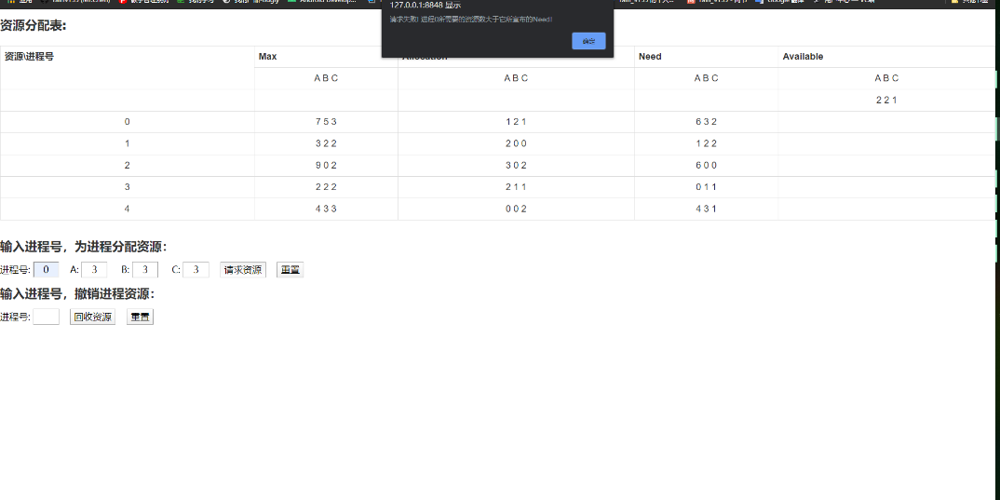 127.0.0.1:8848 显示
请求失败! 进程0所需要的资源数大于它所宣布的Need!
确定
资源分配表:
资源\进程号 Max Need Available
A B C A B C A B C A B C
2 2 1
0 7 5 3 1 2 1 6 3 2
1 3 2 2 2 0 0 1 2 2
2 9 0 2 3 0 2 6 0 0
3 2 2 2 2 1 1 0 1 1
4 4 3 3 0 0 2 4 3 1
输入进程号，为进程分配资源：
进程号: 0 A: 3 B: 3 C: 3 请求资源 重置
输入进程号，撤销进程资源：
进程号: 回收资源 重置